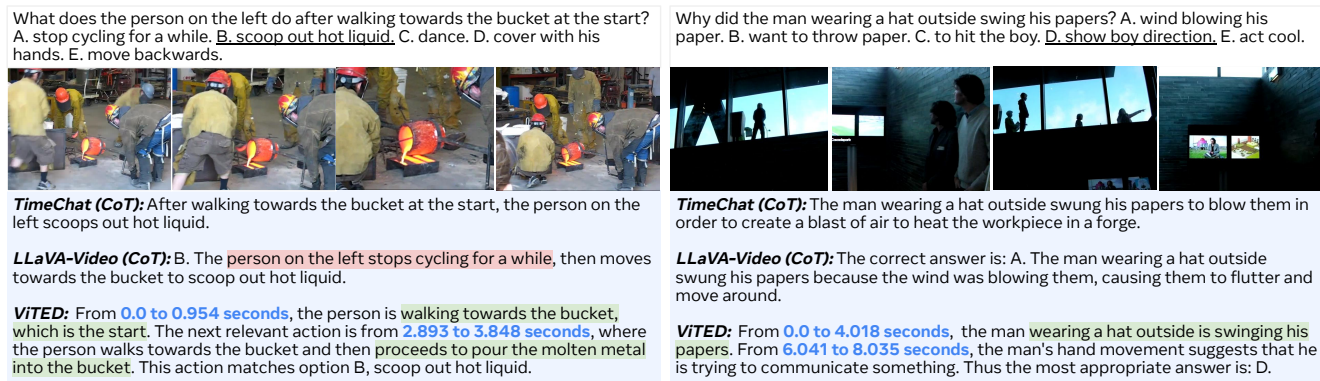 What does the person on the left do after walking towards the bucket at the start?
A. stop cycling for a while. B. scoop out hot liquid. C. dance. D. cover with his
hands. E. move backwards.
TimeChat (CoT): After walking towards the bucket at the start, the person on the
left scoops out hot liquid.
LLaVA-Video (CoT): B. The person on the left stops cycling for a while, then moves
towards the bucket to scoop out hot liquid.
ViTED: From 0.0 to 0.954 seconds, the person is walking towards the bucket,
which is the start. The next relevant action is from 2.893 to 3.848 seconds, where
the person walks towards the bucket and then proceeds to pour the molten metal
into the bucket. This action matches option B, scoop out hot liquid.
Why did the man wearing a hat outside swing his papers? A. wind blowing his
paper. B. want to throw paper. C. to hit the boy. D. show boy direction. E. act cool.
TimeChat (CoT): The man wearing a hat outside swung his papers to blow them in
order to create a blast of air to heat the workpiece in a forge.
LLaVA-Video (CoT): The correct answer is: A. The man wearing a hat outside
swung his papers because the wind was blowing them, causing them to flutter and
move around.
ViTED: From 0.0 to 4.018 seconds, the man wearing a hat outside is swinging his
papers. From 6.041 to 8.035 seconds, the man's hand movement suggests that he
is trying to communicate something. Thus the most appropriate answer is: D.